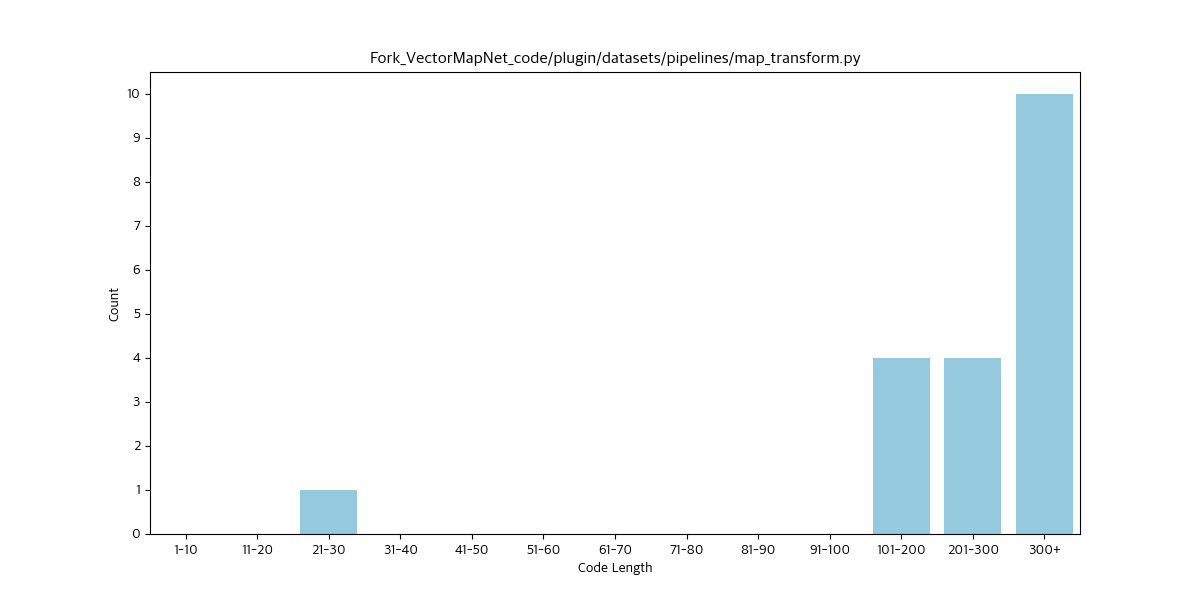 Fork_VectorMapNet_code/plugin/datasets/pipelines/map_transform.py
10
9
8
7
6
5
4
3
2
1
0
Count
1-10 11-20 21-30 31-40 41-50 51-60 61-70 71-80 81-90 91-100 101-200 201-300 300+
Code Length